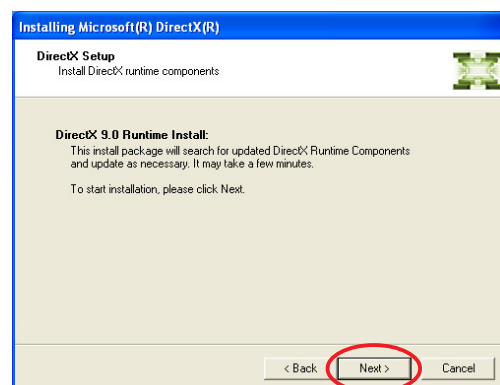 Installing Microsoft(R) DirectX(R)
DirectX Setup
Install DirectX runtime components
DirectX 9.0 Runtime Install:
This install package will search for updated DirectX Runtime Components
and update as necessary. It may take a few minutes.
To start installation, please click Next.
< Back Next > Cancel